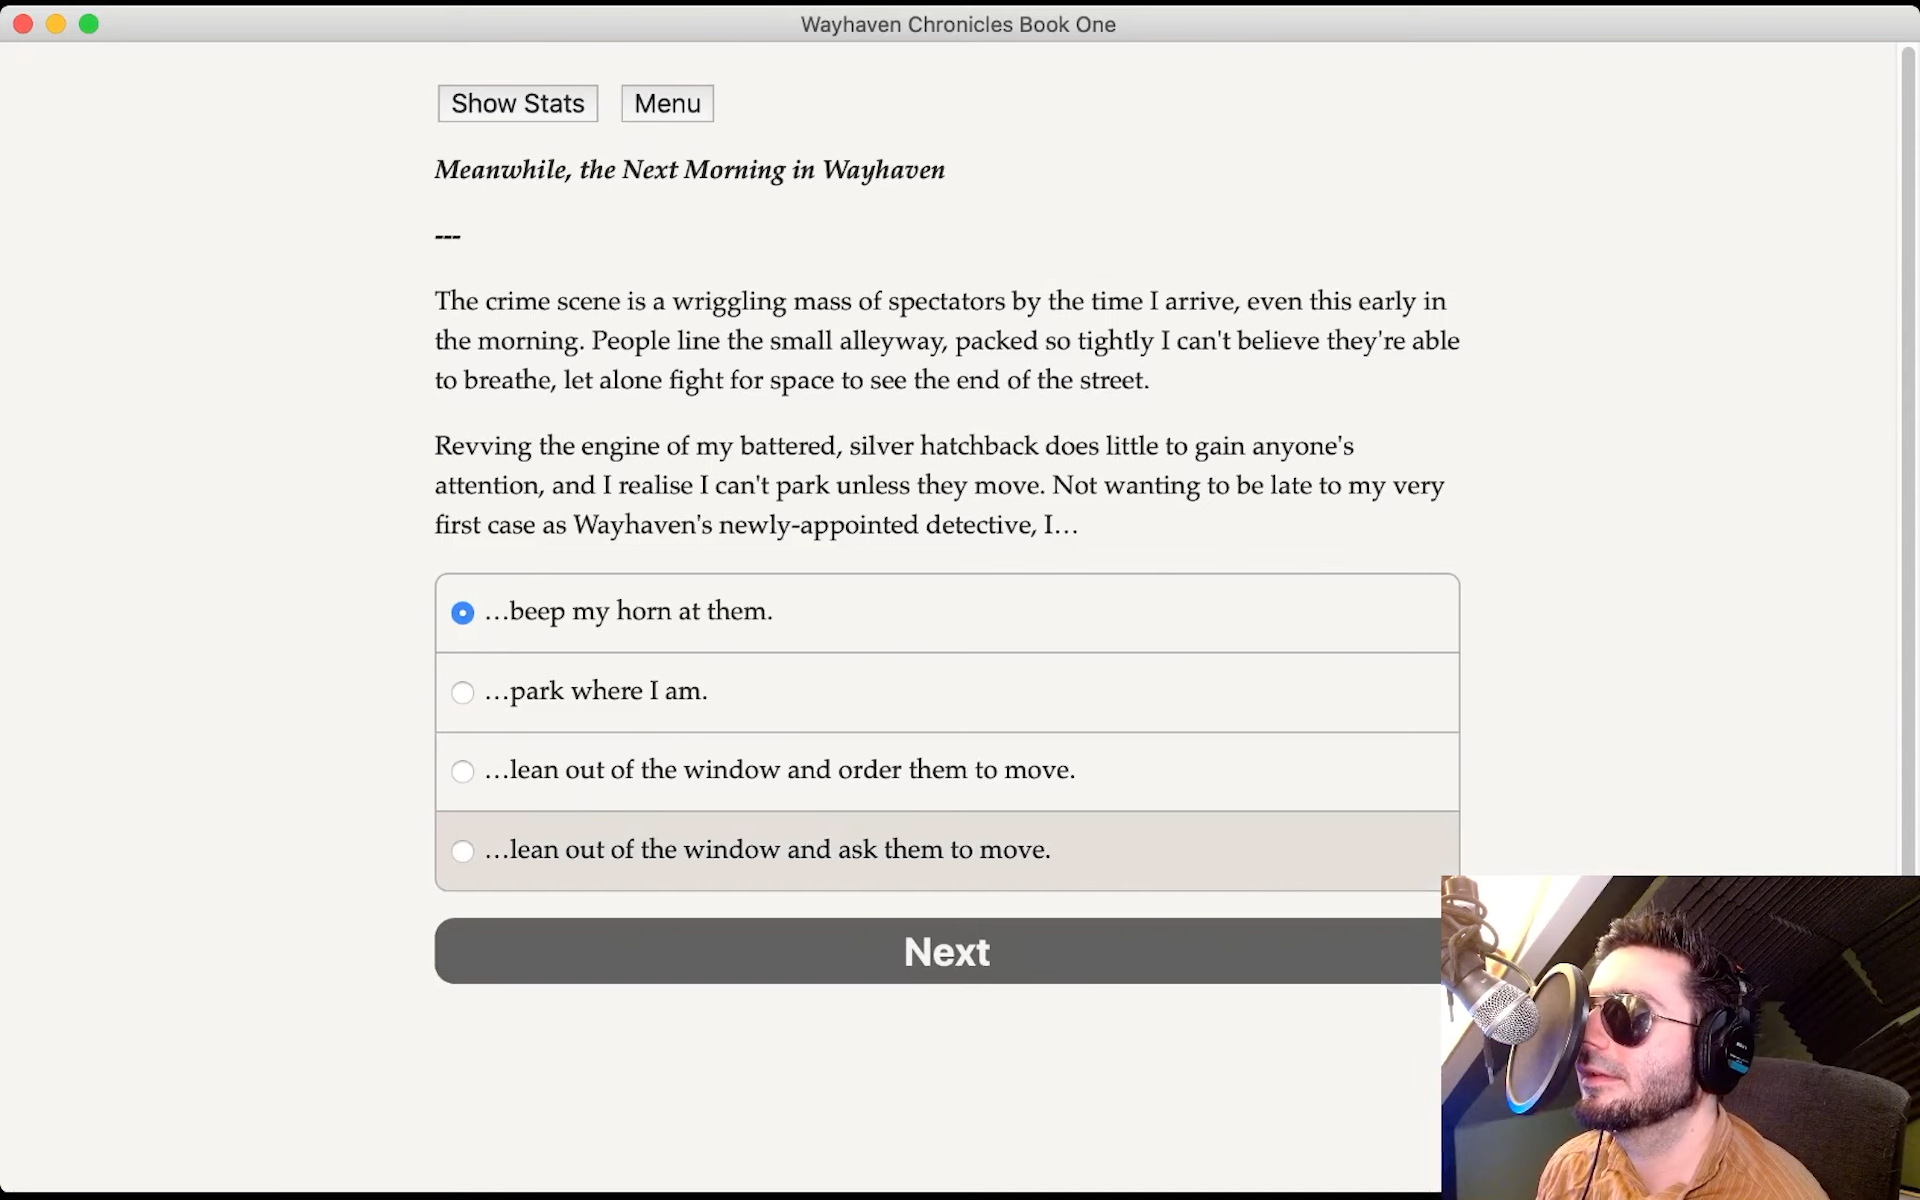 Wayhaven Chronicles Book One
Show Stats Menu
Meanwhile, the Next Morning in Wayhaven
---
The crime scene is a wriggling mass of spectators by the time I arrive, even this early in
the morning. People line the small alleyway, packed so tightly I can't believe they're able
to breathe, let alone fight for space to see the end of the street.
Revving the engine of my battered, silver hatchback does little to gain anyone's
attention, and I realise I can't park unless they move. Not wanting to be late to my very
first case as Wayhaven's newly-appointed detective, I…
…beep my horn at them.
…park where I am.
…lean out of the window and order them to move.
…lean out of the window and ask them to move.
Next